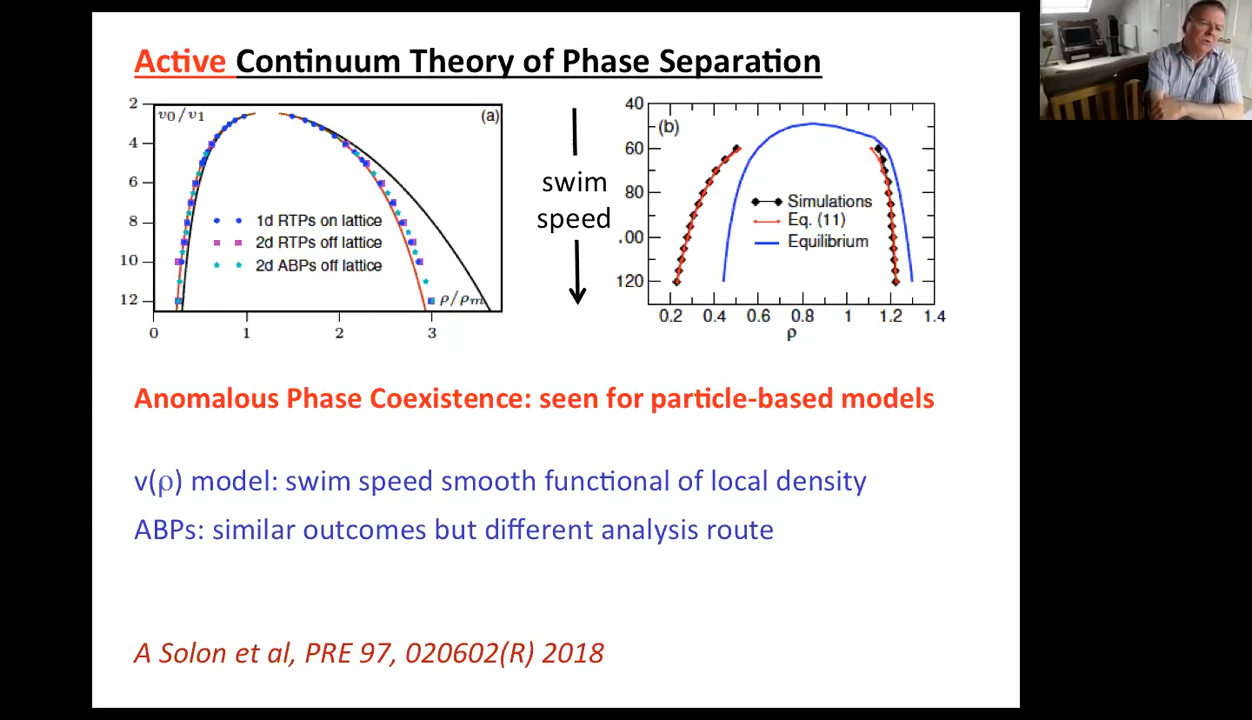 Active Continuum Theory of Phase Separation
2
4
6
8
10
12
v0/v1
(a)
1d RTPs on lattice
2d RTPs off lattice
2d ABPs off lattice
ρ/ρm
0 1 2 3
swim
speed
40
60
80
.00
120
(b)
Simulations
Eq. (11)
Equilibrium
0.2 0.4 0.6 0.8 1 1.2 1.4
ρ
Anomalous Phase Coexistence: seen for particle-based models
v(ρ) model: swim speed smooth functional of local density
ABPs: similar outcomes but different analysis route
A Solon et al, PRE 97, 020602(R) 2018